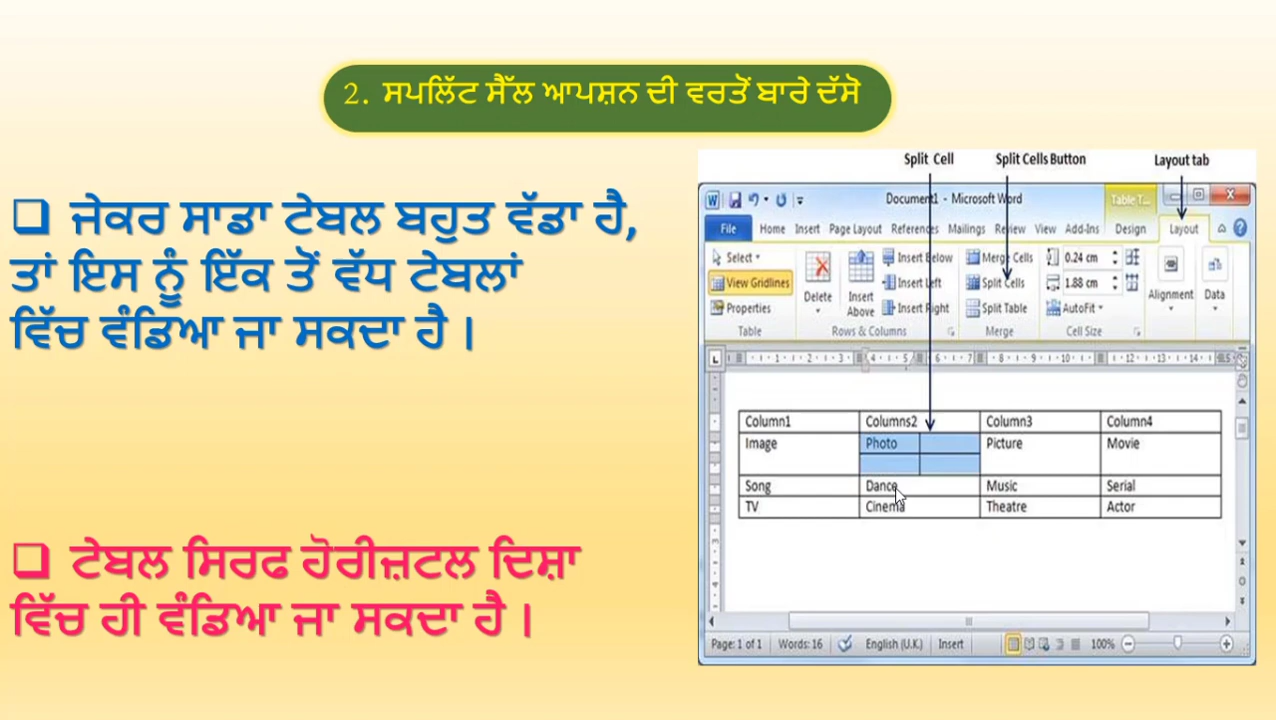 2. ਸਪਲਿੱਟ ਸੈੱਲ ਆਪਸ਼ਨ ਦੀ ਵਰਤੋਂ ਬਾਰੇ ਦੱਸੋ
ਜੇਕਰ ਸਾਡਾ ਟੇਬਲ ਬਹੁਤ ਵੱਡਾ ਹੈ,
ਤਾਂ ਇਸ ਨੂੰ ਇੱਕ ਤੋਂ ਵੱਧ ਟੇਬਲਾਂ
ਵਿੱਚ ਵੰਡਿਆ ਜਾ ਸਕਦਾ ਹੈ।
ਟੇਬਲ ਸਿਰਫ ਹੋਰੀਜ਼ਟਲ ਦਿਸ਼ਾ
ਵਿੱਚ ਹੀ ਵੰਡਿਆ ਜਾ ਸਕਦਾ ਹੈ।
Split Cell Split Cells Button Layout tab
Document1 - Microsoft Word Table T...
File Home Insert Page Layout References Mailings Review View Add-Ins Design Layout
Select Insert Below Merge Cells 0.24 cm
View Gridlines Delete Insert Above Insert Left Split Cells 1.88 cm Alignment Data
Properties Insert Right Split Table AutoFit
Table Rows & Columns Merge Cell Size
Column1 Columns2 Column3 Column4
Image Photo Picture Movie
Song Dance Music Serial
TV Cinema Theatre Actor
Page: 1 of 1 Words: 16 English (U.K.) Insert 100%